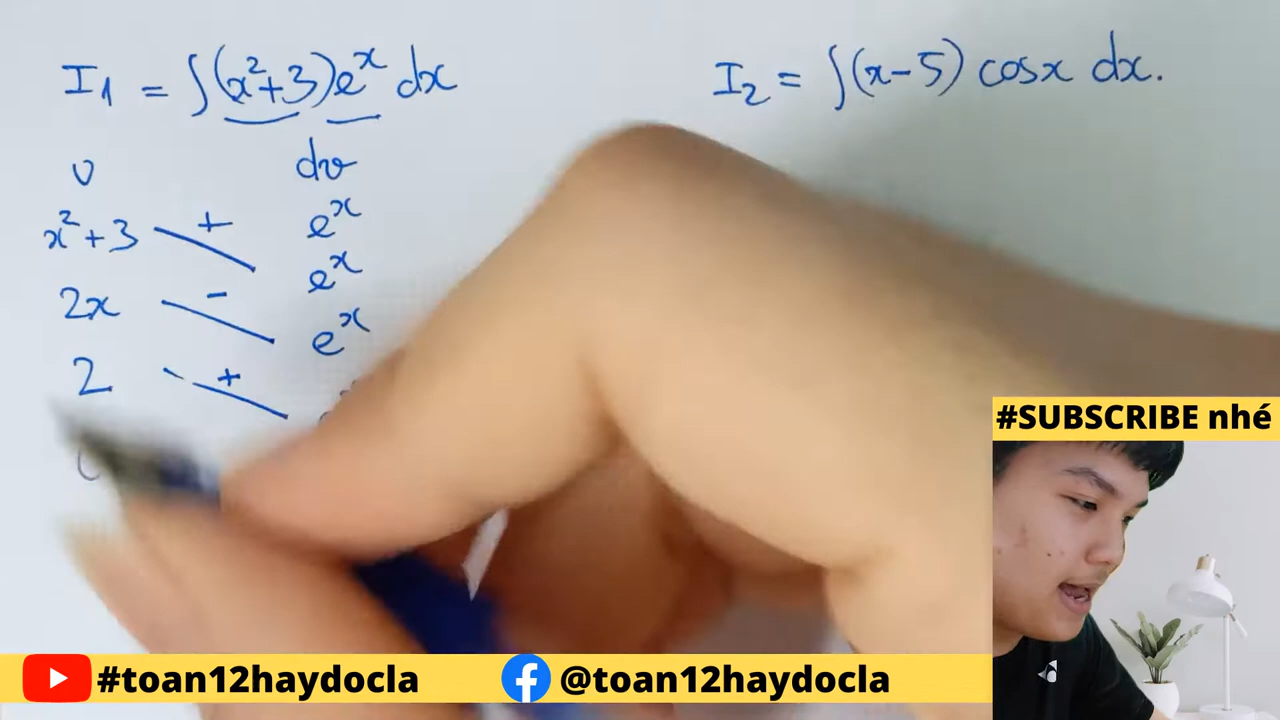 I₁ = ∫(x²+3)eˣ dx
I₂ = ∫(x-5) cosx dx.
u dv
x²+3 + eˣ
eˣ
2x -
eˣ
2 +
#SUBSCRIBE nhé
#toan12haydocla
@toan12haydocla